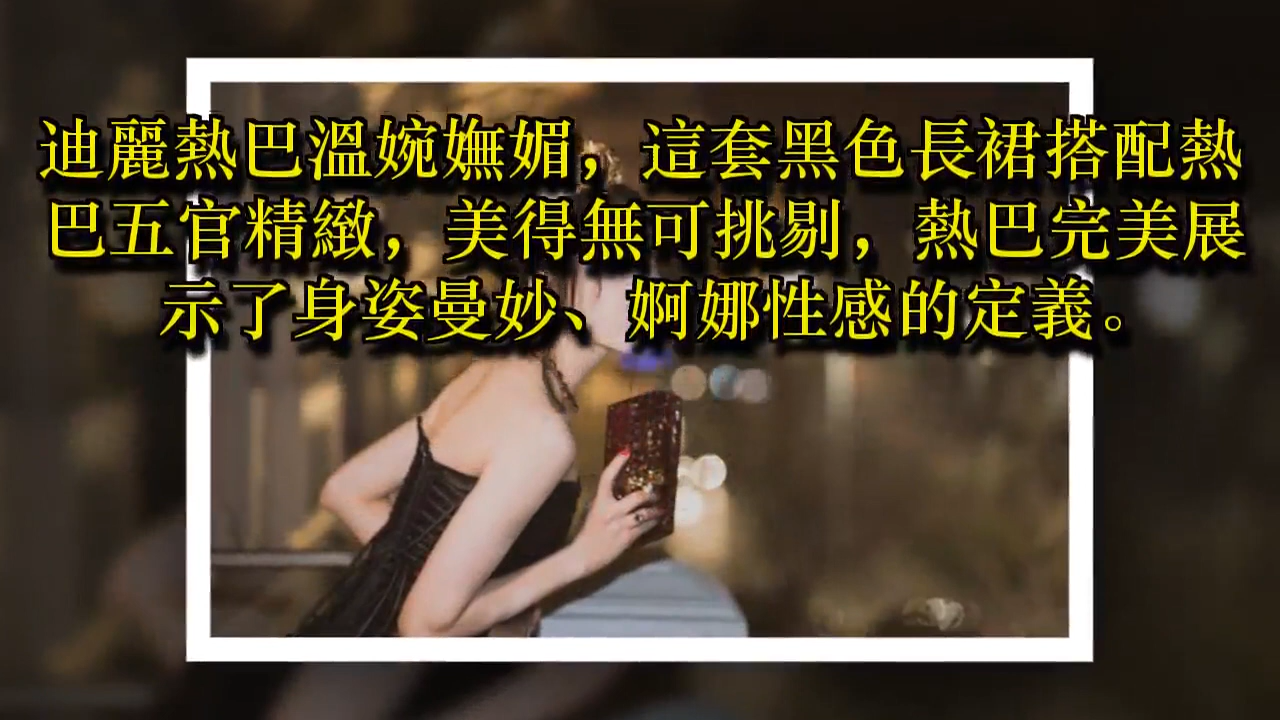 迪麗熱巴溫婉嫵媚，這套黑色長裙搭配熱
巴五官精緻，美得無可挑剔，熱巴完美展
示了身姿曼妙、婀娜性感的定義。